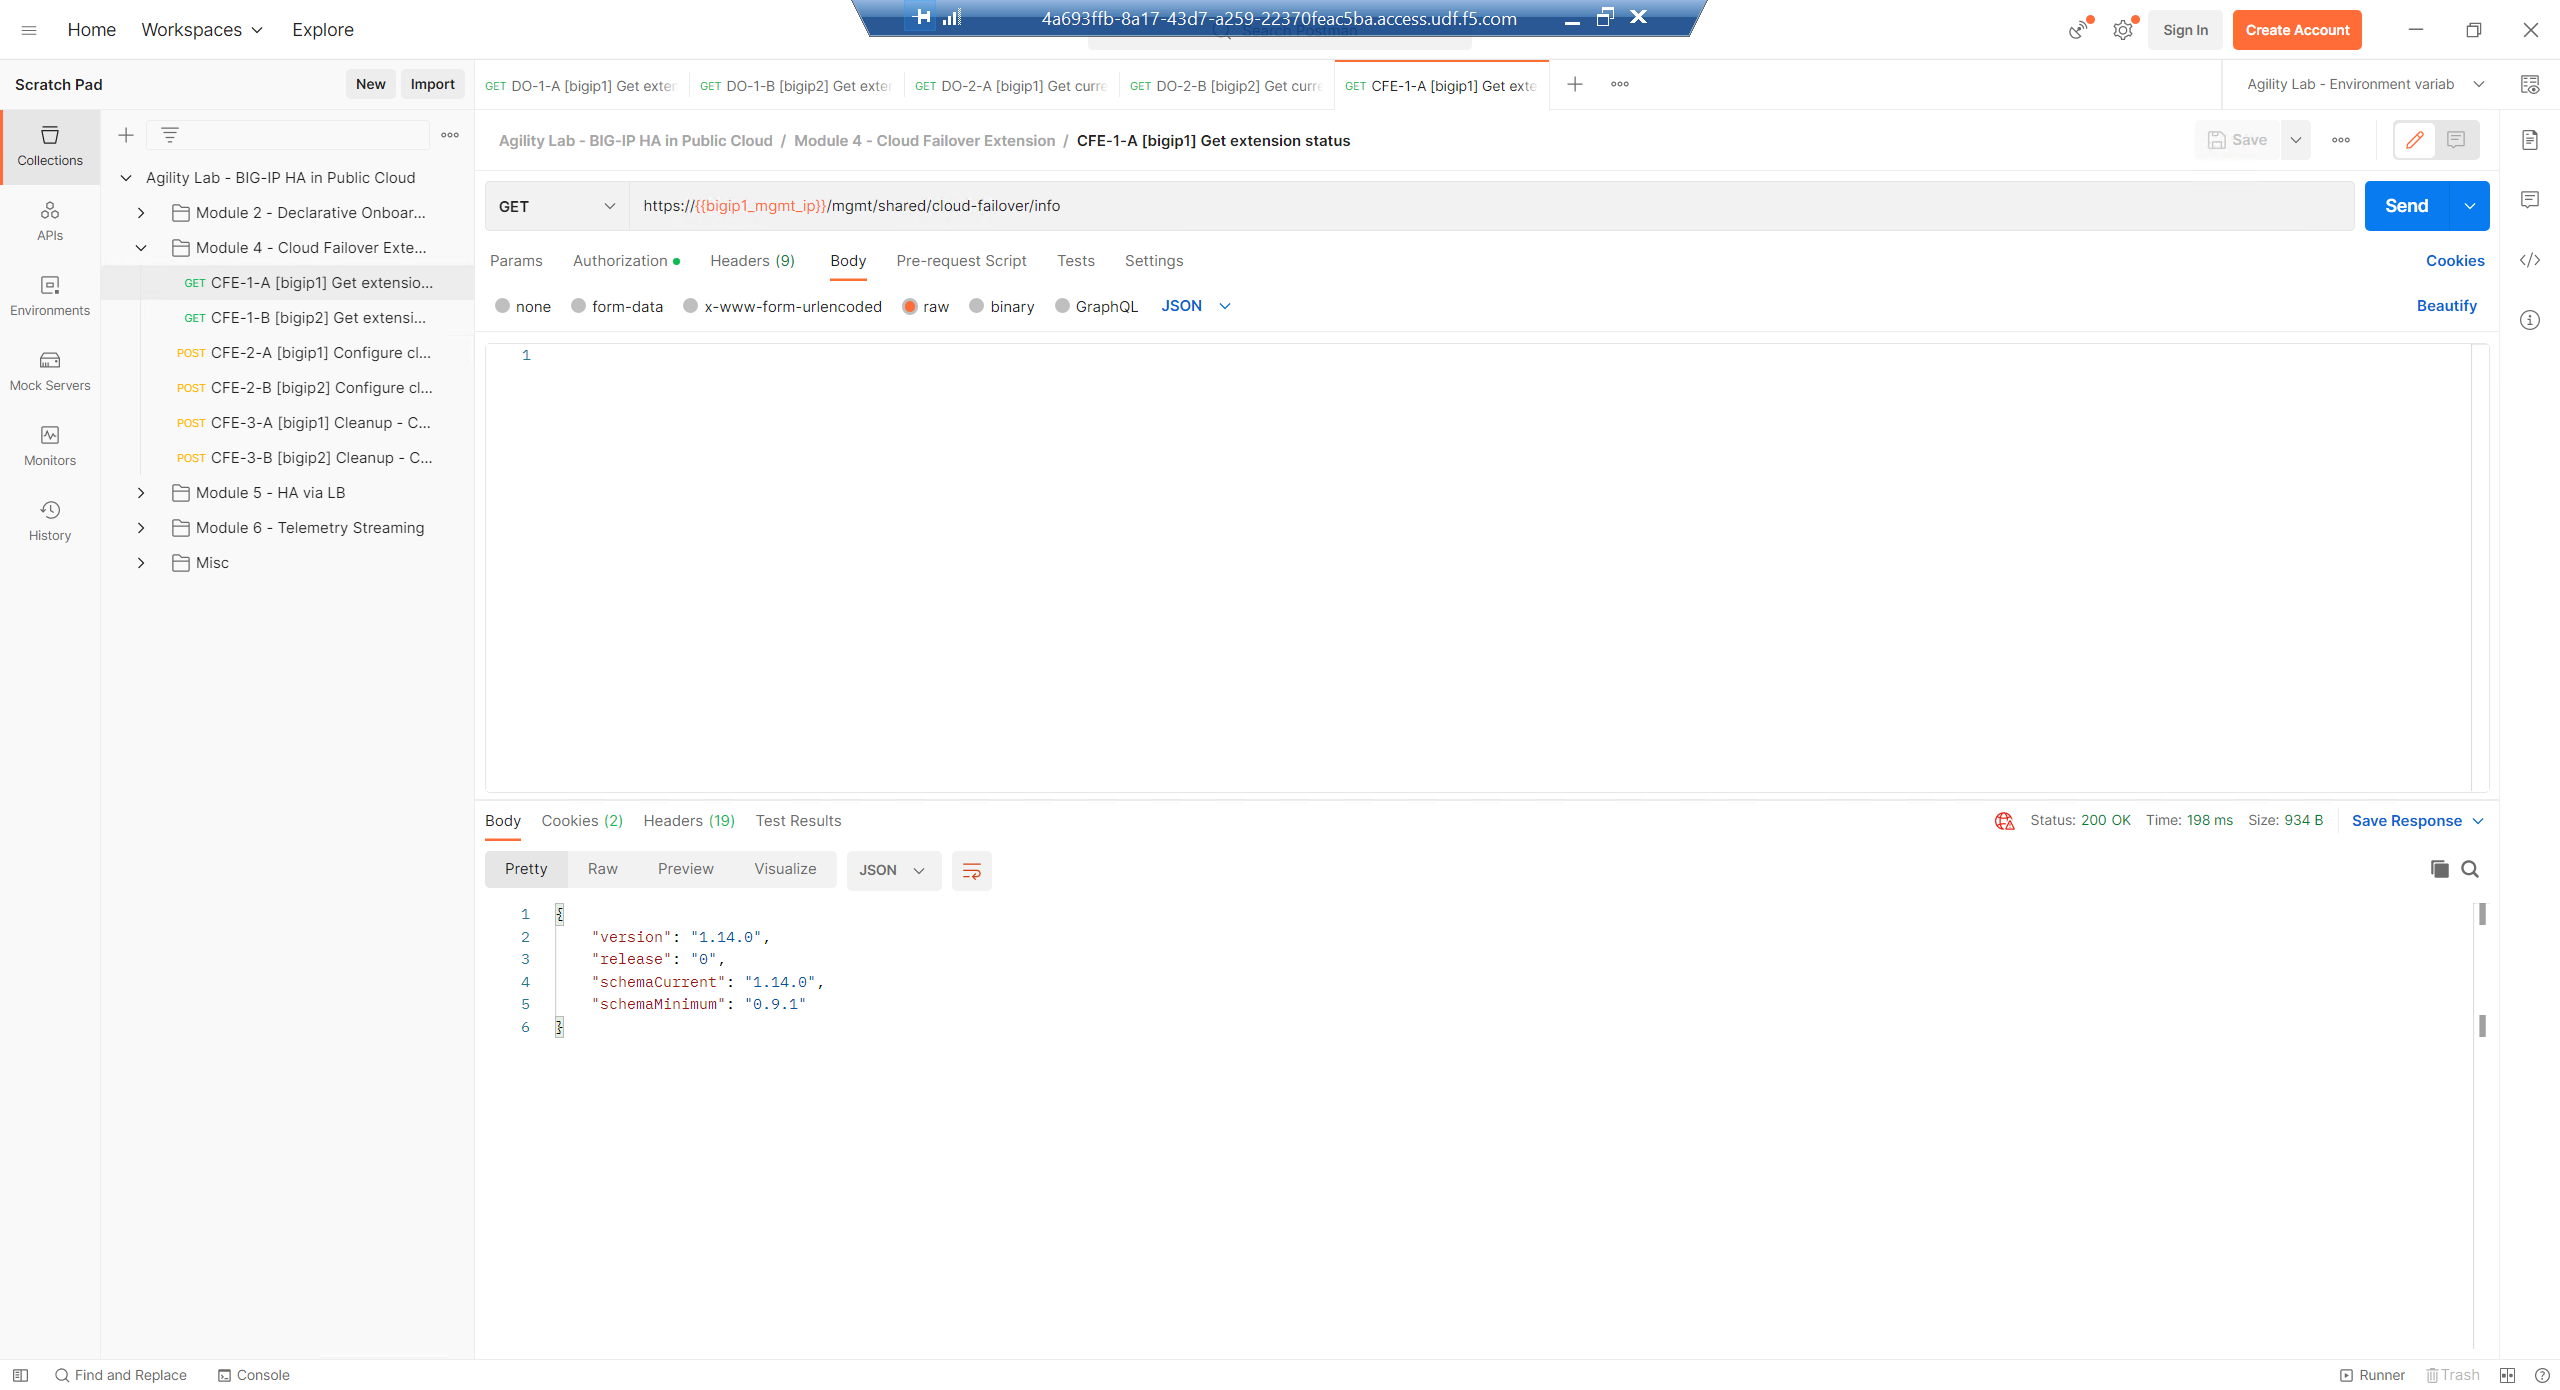 4a693ffb-8a17-43d7-a259-22370feac5ba.access.udf.f5.com
Home Workspaces Explore
Search Postman
Sign In Create Account
Scratch Pad New Import
GET DO-1-A [bigip1] Get exten GET DO-1-B [bigip2] Get exte GET DO-2-A [bigip1] Get curre GET DO-2-B [bigip2] Get curre GET CFE-1-A [bigip1] Get exte
Agility Lab - Environment variab
Collections
APIs
Environments
Mock Servers
Monitors
History
Agility Lab - BIG-IP HA in Public Cloud
Module 2 - Declarative Onboar...
Module 4 - Cloud Failover Exte...
GET CFE-1-A [bigip1] Get extensio...
GET CFE-1-B [bigip2] Get extensi...
POST CFE-2-A [bigip1] Configure cl...
POST CFE-2-B [bigip2] Configure cl...
POST CFE-3-A [bigip1] Cleanup - C...
POST CFE-3-B [bigip2] Cleanup - C...
Module 5 - HA via LB
Module 6 - Telemetry Streaming
Misc
Agility Lab - BIG-IP HA in Public Cloud / Module 4 - Cloud Failover Extension / CFE-1-A [bigip1] Get extension status
Save
GET https://{{bigip1_mgmt_ip}}/mgmt/shared/cloud-failover/info
Send
Params Authorization Headers (9) Body Pre-request Script Tests Settings
Cookies
none form-data x-www-form-urlencoded raw binary GraphQL JSON
Beautify
1
Body Cookies (2) Headers (19) Test Results
Status: 200 OK Time: 198 ms Size: 934 B Save Response
Pretty Raw Preview Visualize JSON
1 {
2 "version": "1.14.0",
3 "release": "0",
4 "schemaCurrent": "1.14.0",
5 "schemaMinimum": "0.9.1"
6 }
Find and Replace Console
Runner Trash